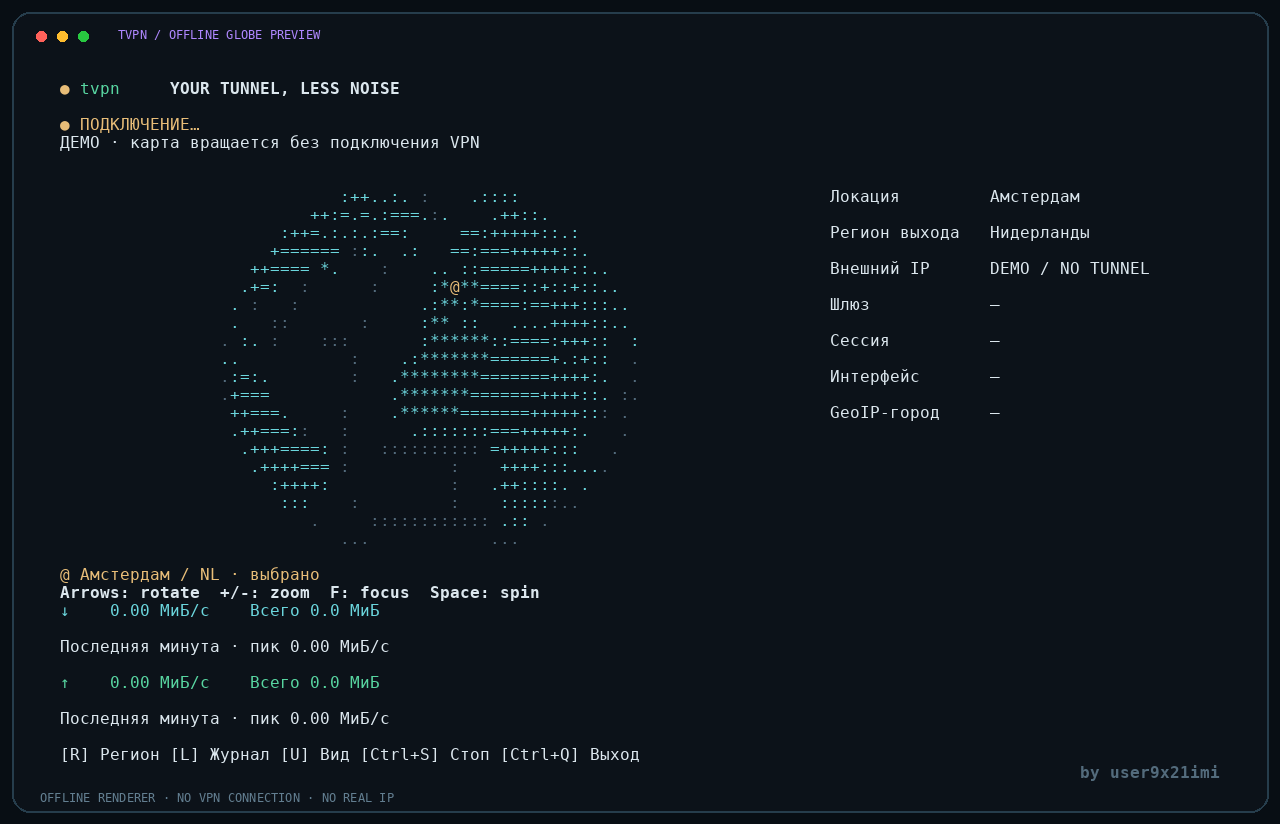 TVPN / OFFLINE GLOBE PREVIEW
● tvpn YOUR TUNNEL, LESS NOISE
● ПОДКЛЮЧЕНИЕ…
ДЕМО · карта вращается без подключения VPN
Локация Амстердам
Регион выхода Нидерланды
Внешний IP DEMO / NO TUNNEL
Шлюз —
Сессия —
Интерфейс —
GeoIP-город —
@ Амстердам / NL · выбрано
Arrows: rotate +/-: zoom F: focus Space: spin
↓ 0.00 МиБ/с Всего 0.0 МиБ
Последняя минута · пик 0.00 МиБ/с
↑ 0.00 МиБ/с Всего 0.0 МиБ
Последняя минута · пик 0.00 МиБ/с
[R] Регион [L] Журнал [U] Вид [Ctrl+S] Стоп [Ctrl+Q] Выход
by user9x21imi
OFFLINE RENDERER · NO VPN CONNECTION · NO REAL IP